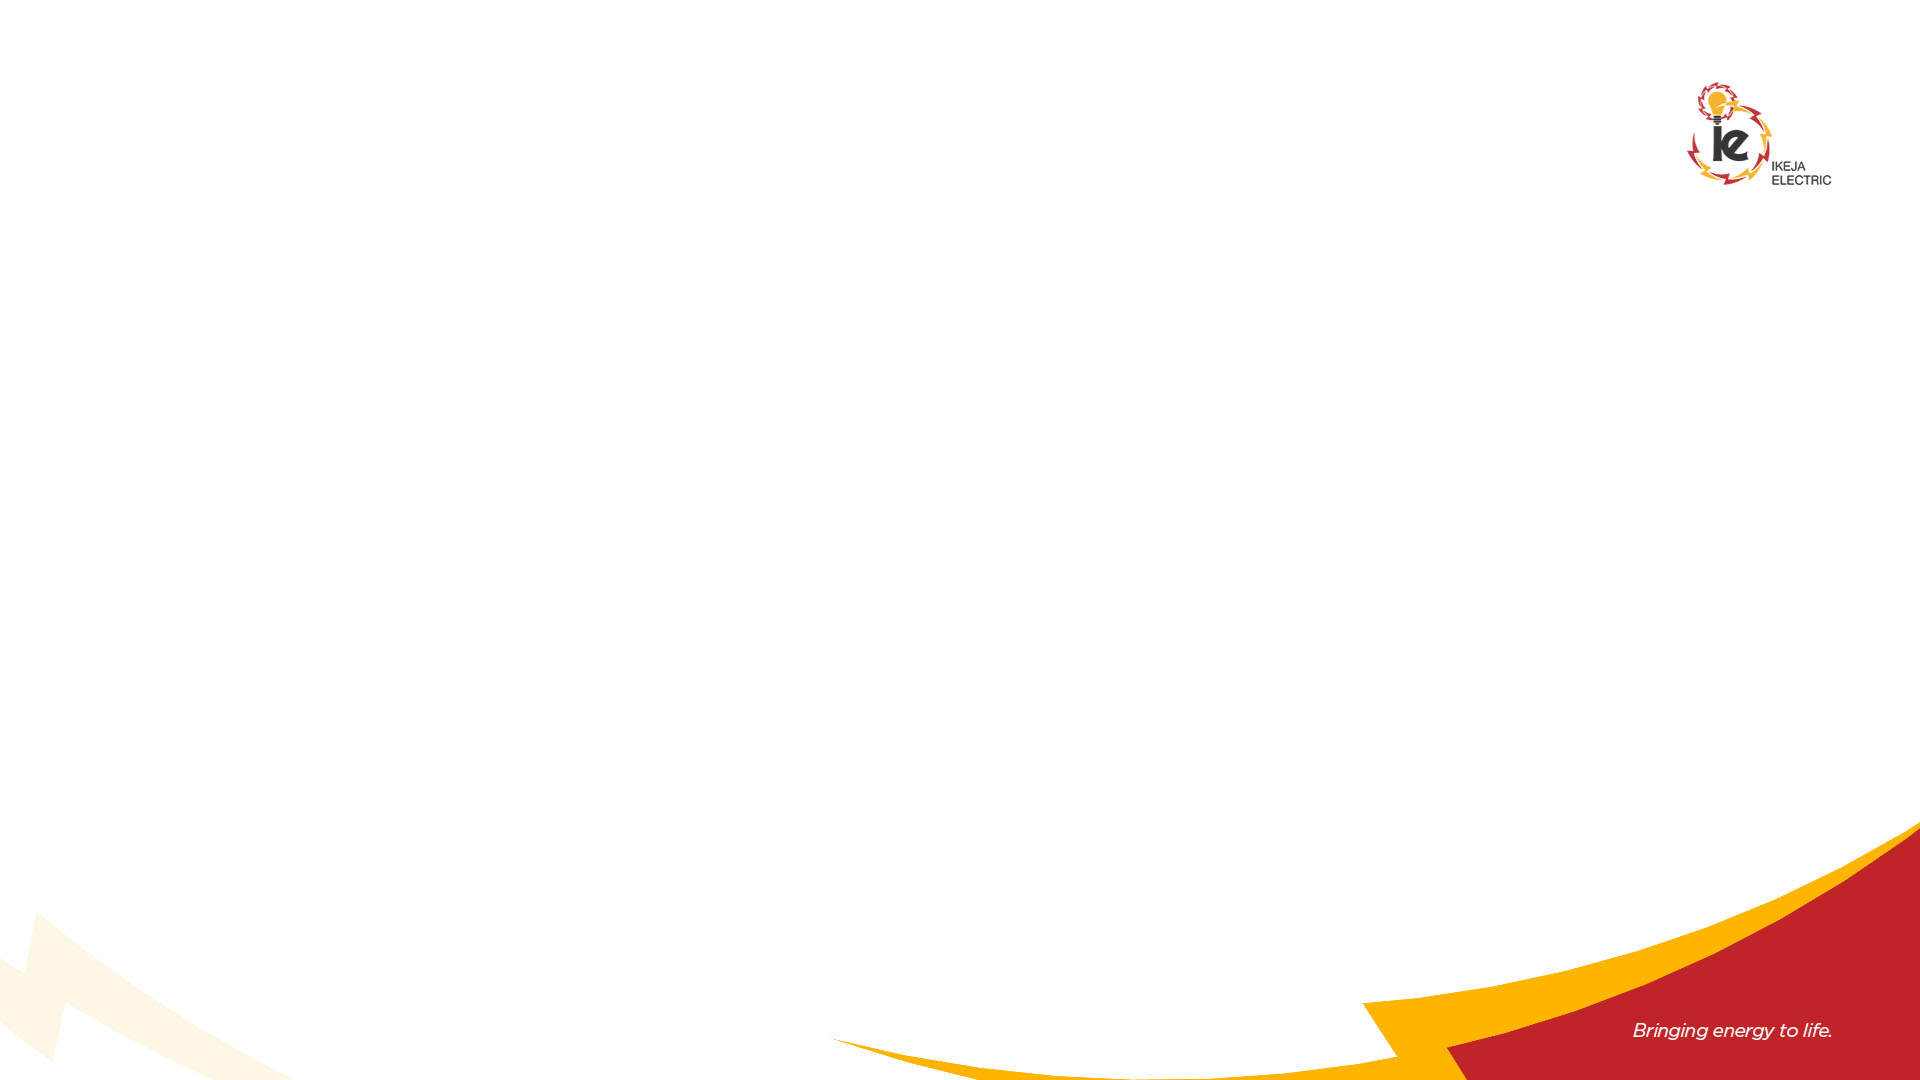 ie
IKEJA
ELECTRIC
Bringing energy to life.